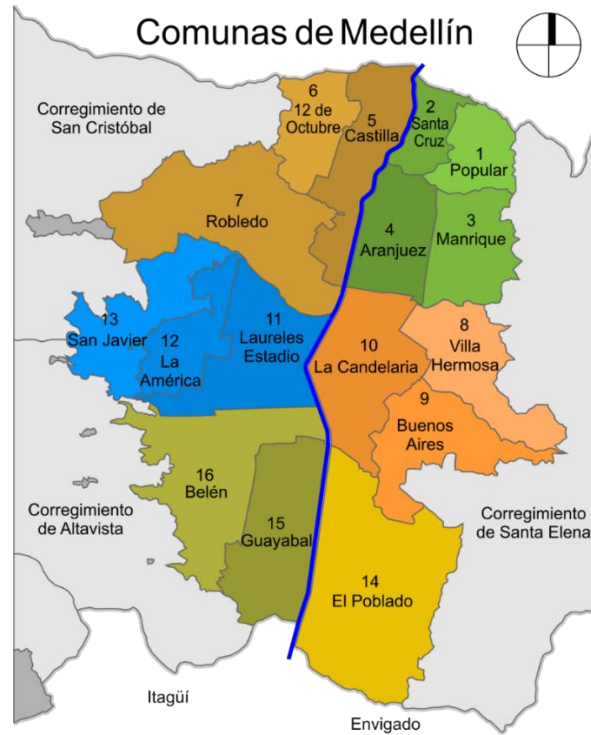 Comunas de Medellín
Corregimiento de
San Cristóbal
6
12 de
Octubre
5
Castilla
2
Santa
Cruz
1
Popular
7
Robledo
4
Aranjuez
3
Manrique
13
San Javier
12
La
América
11
Laureles
Estadio
10
La Candelaria
8
Villa
Hermosa
9
Buenos
Aires
16
Belén
15
Guayabal
14
El Poblado
Corregimiento
de Altavista
Corregimiento
de Santa Elena
Itagüí
Envigado